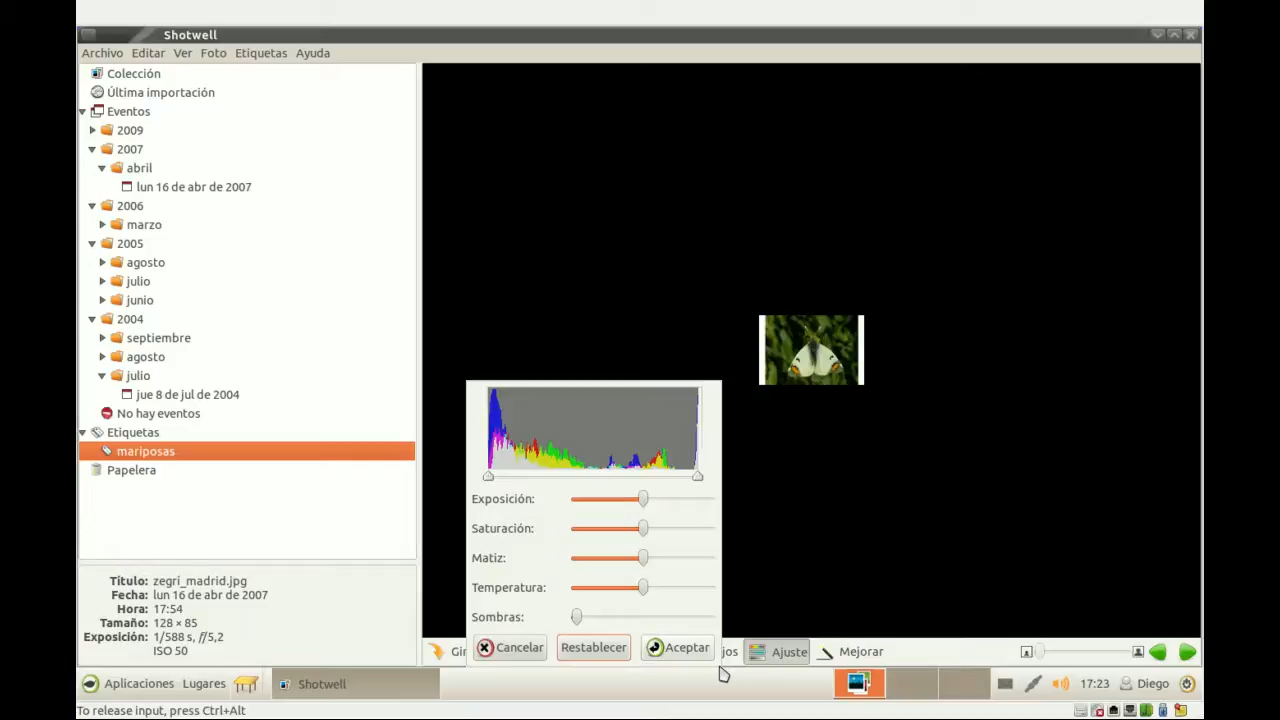 Shotwell
Archivo Editar Ver Foto Etiquetas Ayuda
Colección
Última importación
Eventos
2009
2007
abril
lun 16 de abr de 2007
2006
marzo
2005
agosto
julio
junio
2004
septiembre
agosto
julio
jue 8 de jul de 2004
No hay eventos
Etiquetas
mariposas
Papelera
Título: zegri_madrid.jpg
Fecha: lun 16 de abr de 2007
Hora: 17:54
Tamaño: 128 × 85
Exposición: 1/588 s, f/5,2
ISO 50
Exposición:
Saturación:
Matiz:
Temperatura:
Sombras:
Cancelar Restablecer Aceptar
Gi jos Ajuste Mejorar
Aplicaciones Lugares Shotwell 17:23 Diego
To release input, press Ctrl+Alt